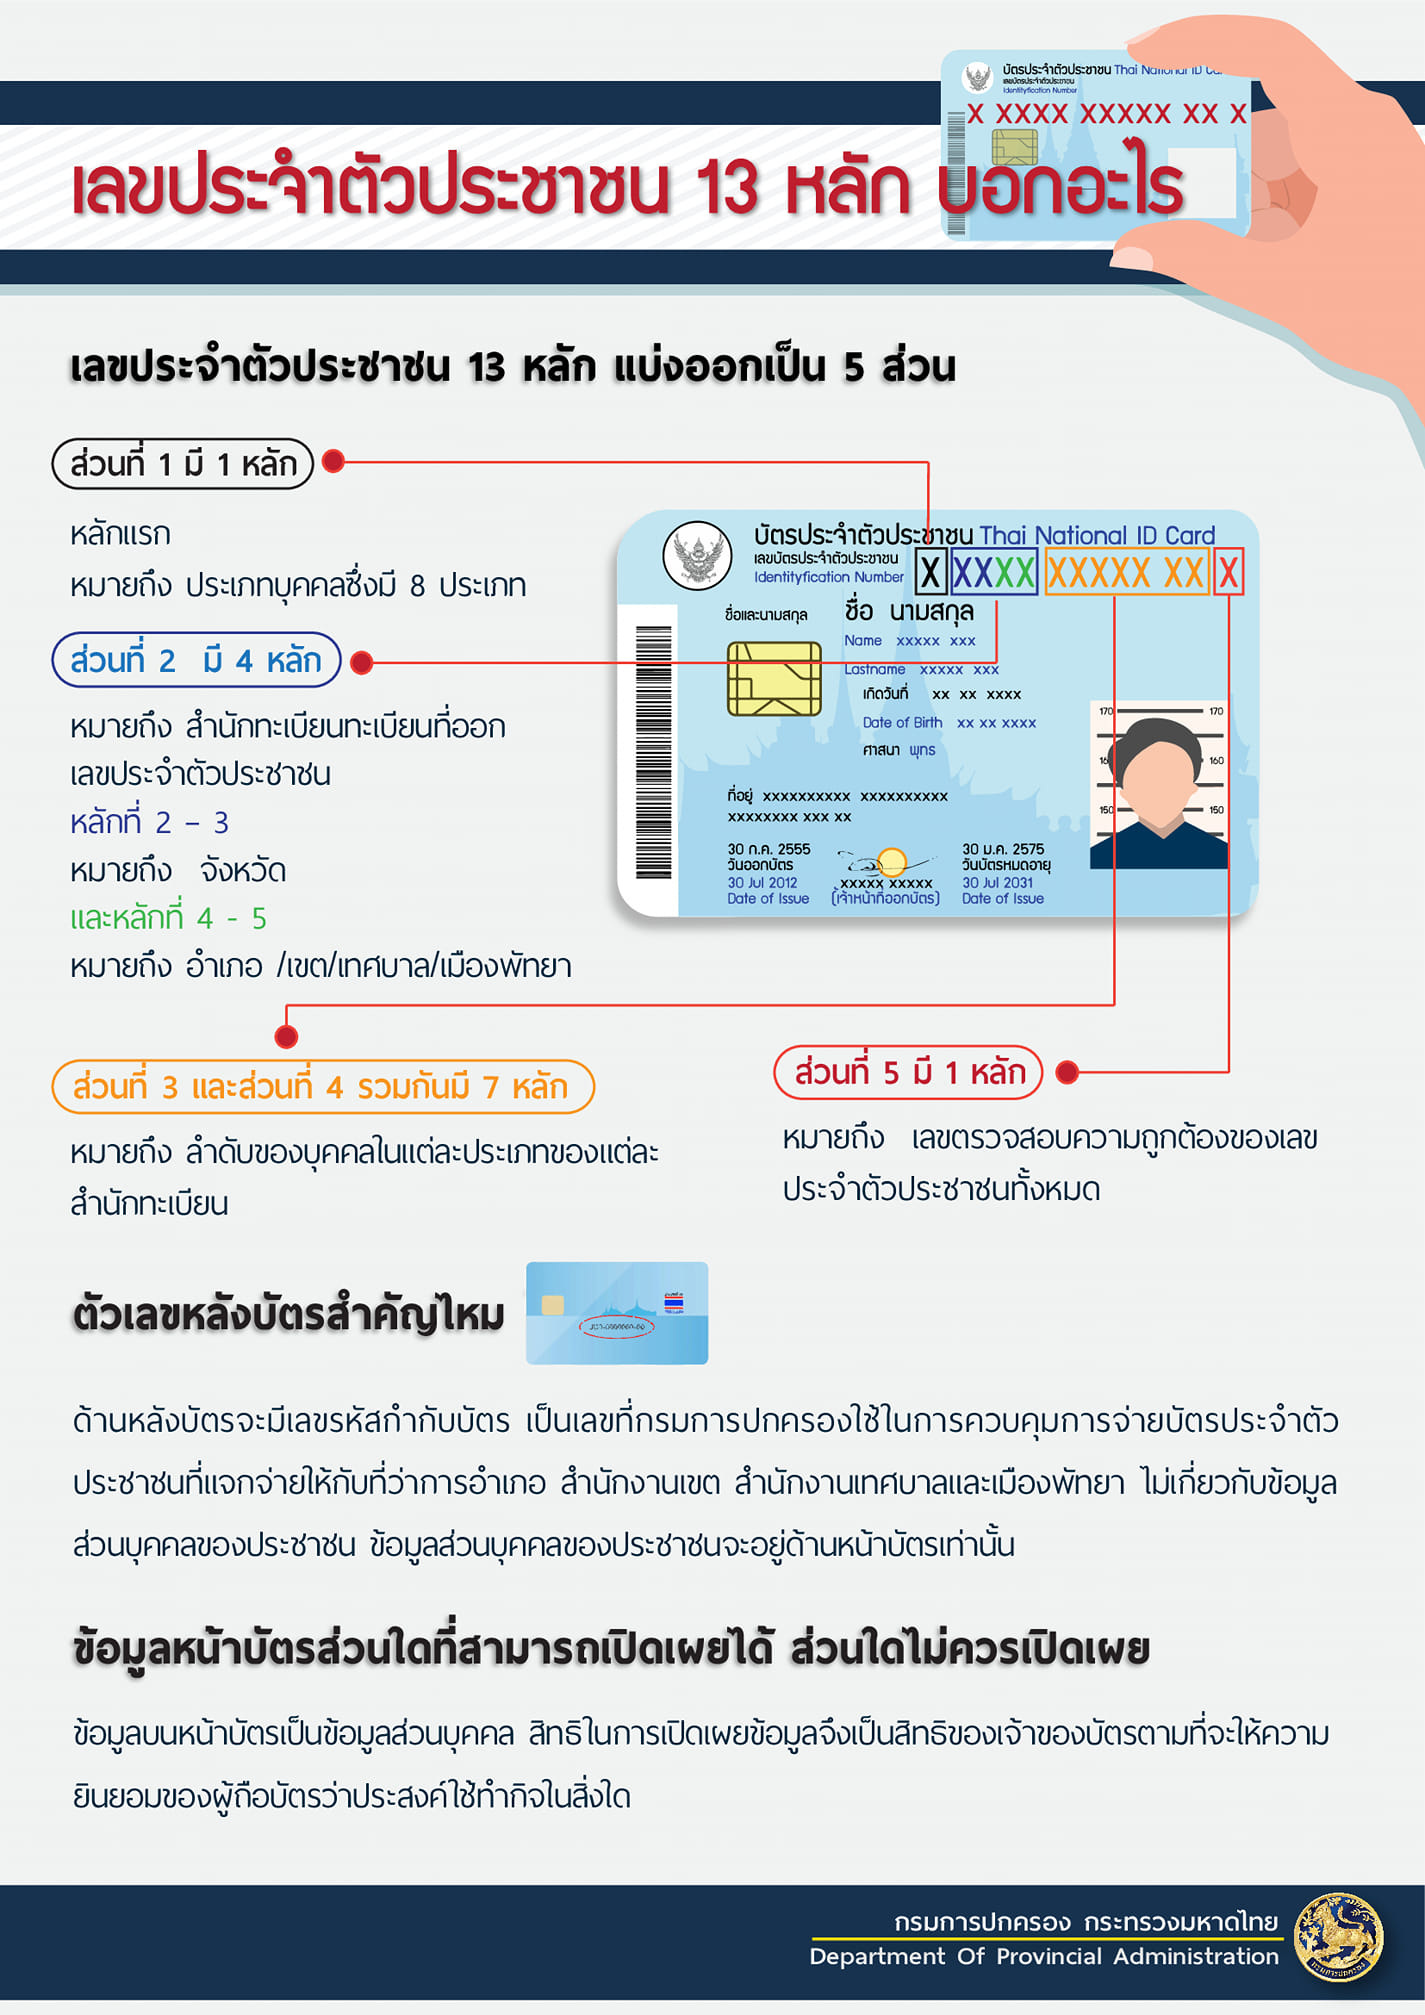 บัตรประจำตัวประชาชน Thai National ID
เลขบัตรประจำตัวประชาชน
Identityfication Number
X XXXX XXXXX XX X
เลขประจำตัวประชาชน 13 หลัก บอกอะไร
เลขประจำตัวประชาชน 13 หลัก แบ่งออกเป็น 5 ส่วน
ส่วนที่ 1 มี 1 หลัก
หลักแรก
หมายถึง ประเภทบุคคลซึ่งมี 8 ประเภท
ส่วนที่ 2 มี 4 หลัก
หมายถึง สำนักทะเบียนทะเบียนที่ออก
เลขประจำตัวประชาชน
หลักที่ 2 – 3
หมายถึง จังหวัด
และหลักที่ 4 - 5
หมายถึง อำเภอ /เขต/เทศบาล/เมืองพัทยา
บัตรประจำตัวประชาชน Thai National ID Card
เลขบัตรประจำตัวประชาชน
Identityfication Number X XXXX XXXXX XX X
ชื่อและนามสกุล ชื่อ นามสกุล
Name xxxxx xxx
Lastname xxxxx xxx
เกิดวันที่ xx xx xxxx
Date of Birth xx xx xxxx
ศาสนา พุทธ
170 170
160 160
150 150
ที่อยู่ xxxxxxxxxx xxxxxxxxxx
xxxxxxxx xxx xx
30 ก.ค. 2555
วันออกบัตร
30 Jul 2012
Date of Issue
xxxxx xxxxx
(เจ้าหน้าที่ออกบัตร)
30 ม.ค. 2575
วันบัตรหมดอายุ
30 Jul 2031
Date of Issue
ส่วนที่ 3 และส่วนที่ 4 รวมกันมี 7 หลัก
หมายถึง ลำดับของบุคคลในแต่ละประเภทของแต่ละ
สำนักทะเบียน
ส่วนที่ 5 มี 1 หลัก
หมายถึง เลขตรวจสอบความถูกต้องของเลข
ประจำตัวประชาชนทั้งหมด
ตัวเลขหลังบัตรสำคัญไหม
ด้านหลังบัตรจะมีเลขรหัสกำกับบัตร เป็นเลขที่กรมการปกครองใช้ในการควบคุมการจ่ายบัตรประจำตัว
ประชาชนที่แจกจ่ายให้กับที่ว่าการอำเภอ สำนักงานเขต สำนักงานเทศบาลและเมืองพัทยา ไม่เกี่ยวกับข้อมูล
ส่วนบุคคลของประชาชน ข้อมูลส่วนบุคคลของประชาชนจะอยู่ด้านหน้าบัตรเท่านั้น
ข้อมูลหน้าบัตรส่วนใดที่สามารถเปิดเผยได้ ส่วนใดไม่ควรเปิดเผย
ข้อมูลบนหน้าบัตรเป็นข้อมูลส่วนบุคคล สิทธิในการเปิดเผยข้อมูลจึงเป็นสิทธิของเจ้าของบัตรตามที่จะให้ความ
ยินยอมของผู้ถือบัตรว่าประสงค์ใช้ทำกิจในสิ่งใด
กรมการปกครอง กระทรวงมหาดไทย
Department Of Provincial Administration
กรมการปกครอง